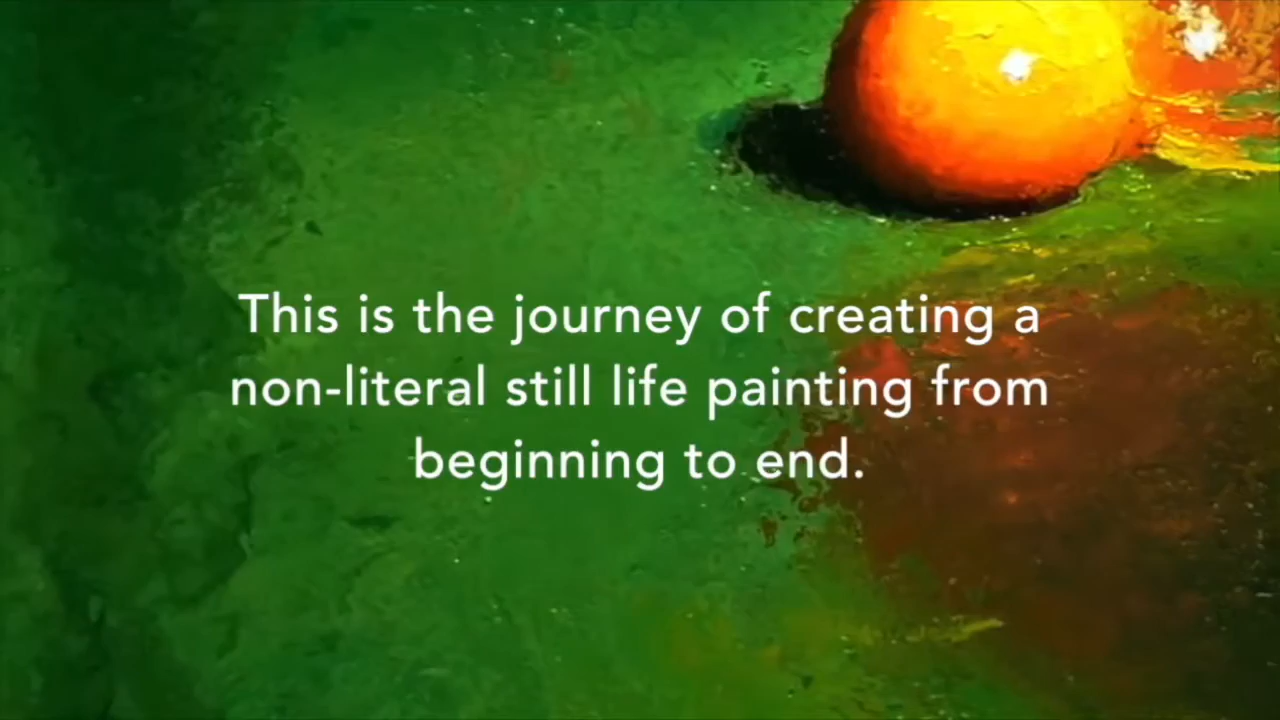 This is the journey of creating a
non-literal still life painting from
beginning to end.